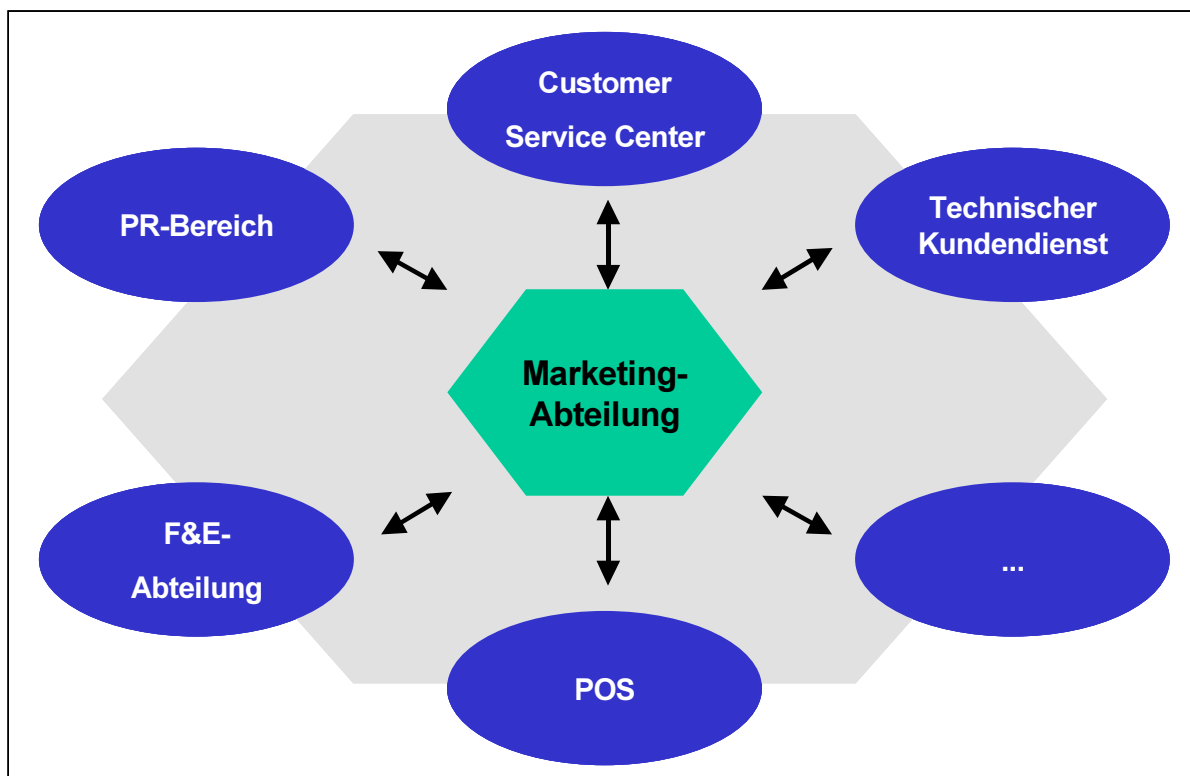 Customer
Service Center
PR-Bereich
Technischer
Kundendienst
Marketing-
Abteilung
F&E-
Abteilung
...
POS